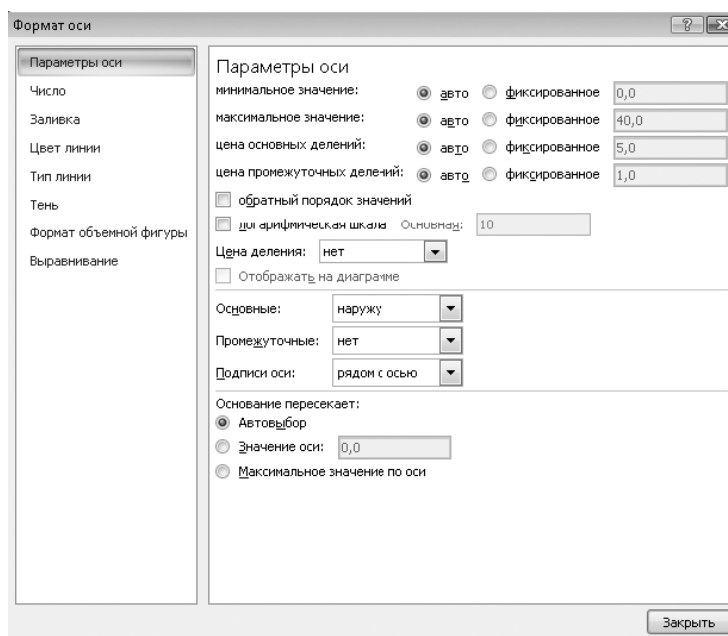 Формат оси
Параметры оси
Число
Заливка
Цвет линии
Тип линии
Тень
Формат объемной фигуры
Выравнивание
Параметры оси
минимальное значение: авто фиксированное 0,0
максимальное значение: авто фиксированное 40,0
цена основных делений: авто фиксированное 5,0
цена промежуточных делений: авто фиксированное 1,0
обратный порядок значений
логарифмическая шкала Основная: 10
Цена деления: нет
Отображать на диаграмме
Основные: наружу
Промежуточные: нет
Подписи оси: рядом с осью
Основание пересекает:
Автовыбор
Значение оси: 0,0
Максимальное значение по оси
Закрыть